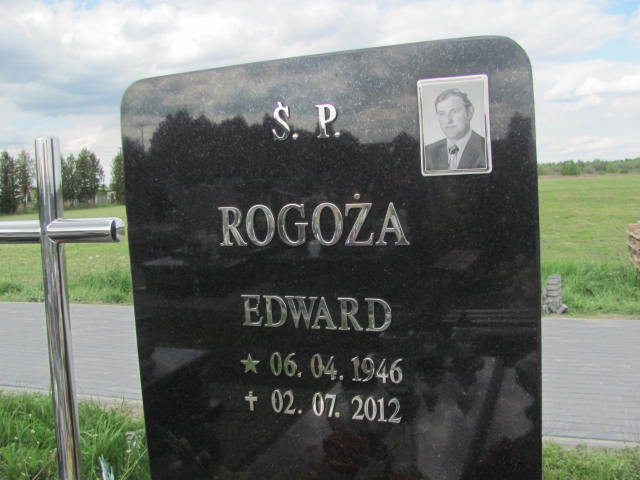 Ś. P.
ROGOŻA
EDWARD
★ 06. 04. 1946
✝ 02. 07. 2012